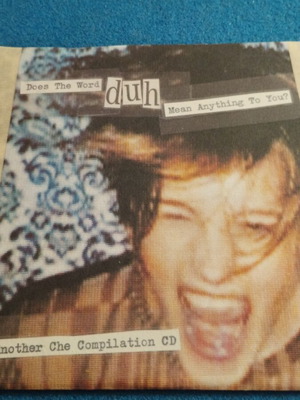 Does The Word
duh
Mean Anything To You?
nother Che Compilation CD